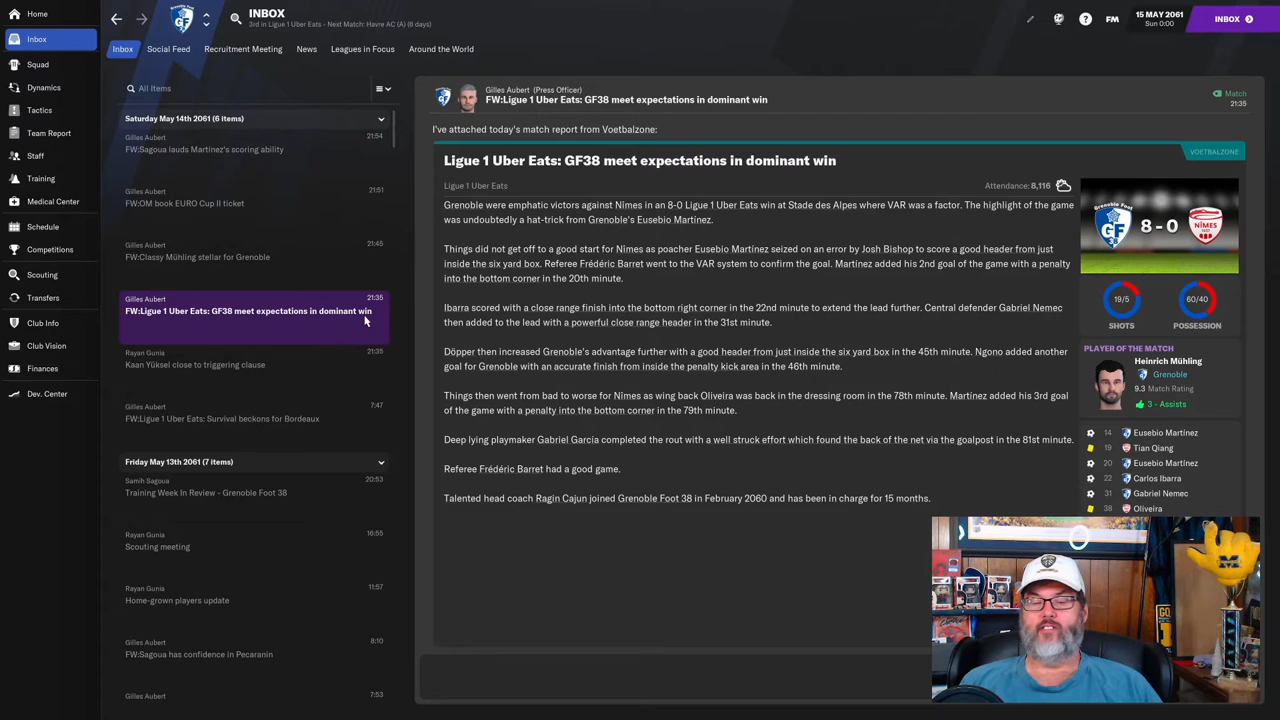 Home
Inbox
Squad
Dynamics
Tactics
Team Report
Staff
Training
Medical Center
Schedule
Competitions
Scouting
Transfers
Club Info
Club Vision
Finances
Dev. Center
INBOX
3rd in Ligue 1 Uber Eats - Next Match: Havre AC (A) (6 days)
FM
15 MAY 2061
Sun 0:00
INBOX
Inbox
Social Feed
Recruitment Meeting
News
Leagues in Focus
Around the World
All Items
Saturday May 14th 2061 (6 items)
Gilles Aubert 21:54
FW:Sagoua lauds Martínez's scoring ability
Gilles Aubert 21:51
FW:OM book EURO Cup II ticket
Gilles Aubert 21:45
FW:Classy Mühling stellar for Grenoble
Gilles Aubert 21:35
FW:Ligue 1 Uber Eats: GF38 meet expectations in dominant win
Rayan Gunia 21:35
Kaan Yüksel close to triggering clause
Gilles Aubert 7:47
FW:Ligue 1 Uber Eats: Survival beckons for Bordeaux
Friday May 13th 2061 (7 items)
Samih Sagoua 20:53
Training Week In Review - Grenoble Foot 38
Rayan Gunia 16:55
Scouting meeting
Rayan Gunia 11:57
Home-grown players update
Gilles Aubert 8:10
FW:Sagoua has confidence in Pecaranin
Gilles Aubert 7:53
Gilles Aubert (Press Officer)
FW:Ligue 1 Uber Eats: GF38 meet expectations in dominant win
Match
21:35
I've attached today's match report from Voetbalzone:
VOETBALZONE
Ligue 1 Uber Eats: GF38 meet expectations in dominant win
Ligue 1 Uber Eats
Attendance: 8,116
Grenoble were emphatic victors against Nîmes in an 8-0 Ligue 1 Uber Eats win at Stade des Alpes where VAR was a factor. The highlight of the game
was undoubtedly a hat-trick from Grenoble's Eusebio Martínez.
Things did not get off to a good start for Nîmes as poacher Eusebio Martínez seized on an error by Josh Bishop to score a good header from just
inside the six yard box. Referee Frédéric Barret went to the VAR system to confirm the goal. Martínez added his 2nd goal of the game with a penalty
into the bottom corner in the 20th minute.
Ibarra scored with a close range finish into the bottom right corner in the 22nd minute to extend the lead further. Central defender Gabriel Nemec
then added to the lead with a powerful close range header in the 31st minute.
Döpper then increased Grenoble's advantage further with a good header from just inside the six yard box in the 45th minute. Ngono added another
goal for Grenoble with an accurate finish from inside the penalty kick area in the 46th minute.
Things then went from bad to worse for Nîmes as wing back Oliveira was back in the dressing room in the 78th minute. Martínez added his 3rd goal
of the game with a penalty into the bottom corner in the 79th minute.
Deep lying playmaker Gabriel García completed the rout with a well struck effort which found the back of the net via the goalpost in the 81st minute.
Referee Frédéric Barret had a good game.
Talented head coach Ragin Cajun joined Grenoble Foot 38 in February 2060 and has been in charge for 15 months.
8 - 0
NÎMES
19/5
SHOTS
60/40
POSSESSION
PLAYER OF THE MATCH
Heinrich Mühling
Grenoble
9.3 Match Rating
3 - Assists
14 Eusebio Martínez
19 Tian Qiang
20 Eusebio Martínez
22 Carlos Ibarra
31 Gabriel Nemec
38 Oliveira